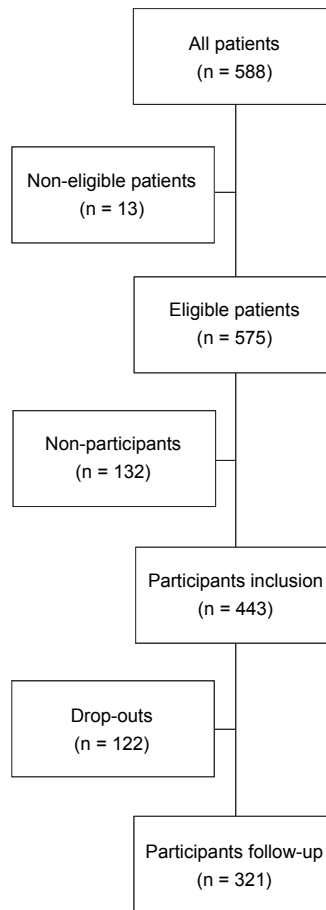 All patients
(n = 588)
Non-eligible patients
(n = 13)
Eligible patients
(n = 575)
Non-participants
(n = 132)
Participants inclusion
(n = 443)
Drop-outs
(n = 122)
Participants follow-up
(n = 321)